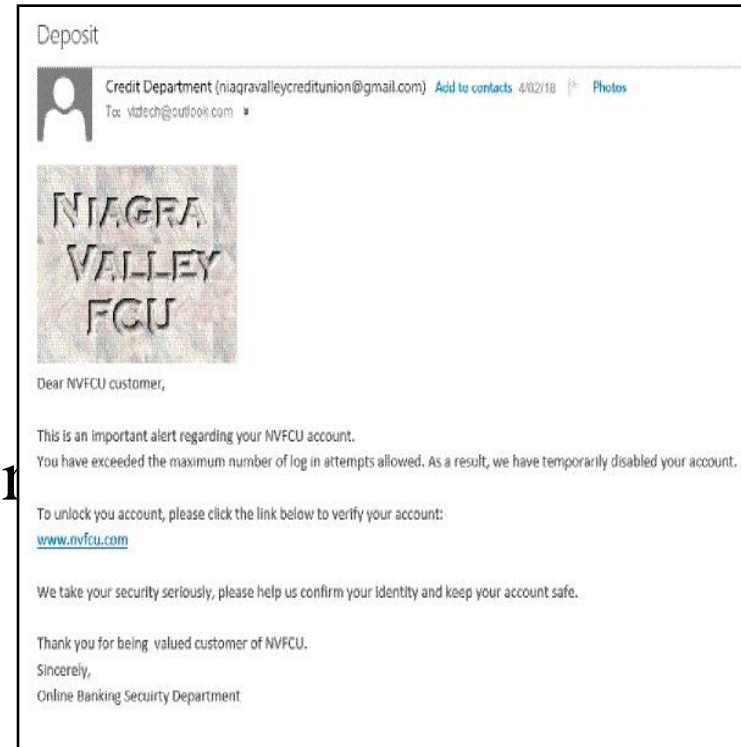 Deposit
Credit Department (niagravalleycreditunion@gmail.com) Add to contacts 4/02/18 Photos
To: viztech@outlook.com
NIAGRA
VALLEY
FCU
Dear NVFCU customer,
This is an important alert regarding your NVFCU account.
You have exceeded the maximum number of log in attempts allowed. As a result, we have temporarily disabled your account.
To unlock you account, please click the link below to verify your account:
www.nvfcu.com
We take your security seriously, please help us confirm your identity and keep your account safe.
Thank you for being valued customer of NVFCU.
Sincerely,
Online Banking Secuirty Department